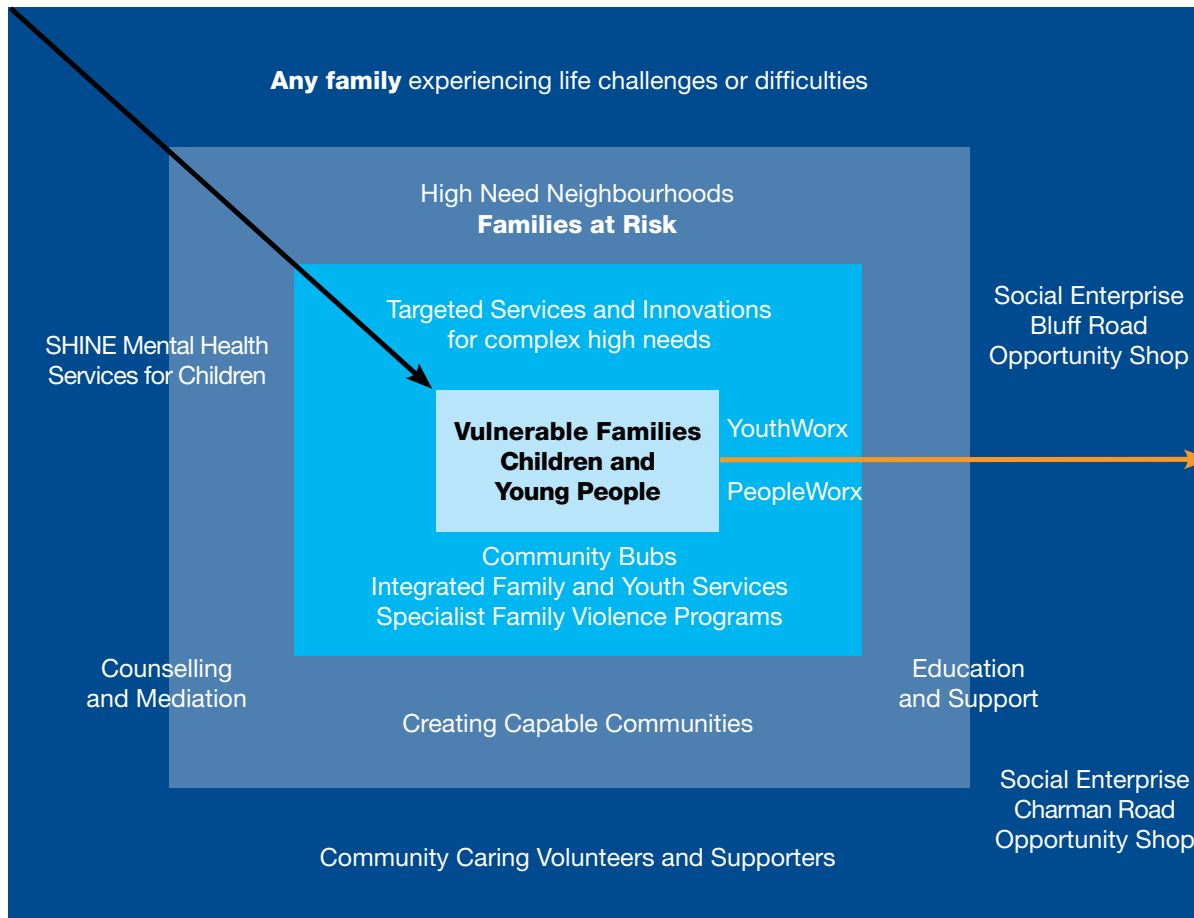 Any family experiencing life challenges or difficulties
High Need Neighbourhoods
Families at Risk
Targeted Services and Innovations
for complex high needs
Social Enterprise
Bluff Road
Opportunity Shop
SHINE Mental Health
Services for Children
Vulnerable Families
Children and
Young People
YouthWorx
PeopleWorx
Community Bubs
Integrated Family and Youth Services
Specialist Family Violence Programs
Counselling
and Mediation
Education
and Support
Creating Capable Communities
Social Enterprise
Charman Road
Opportunity Shop
Community Caring Volunteers and Supporters